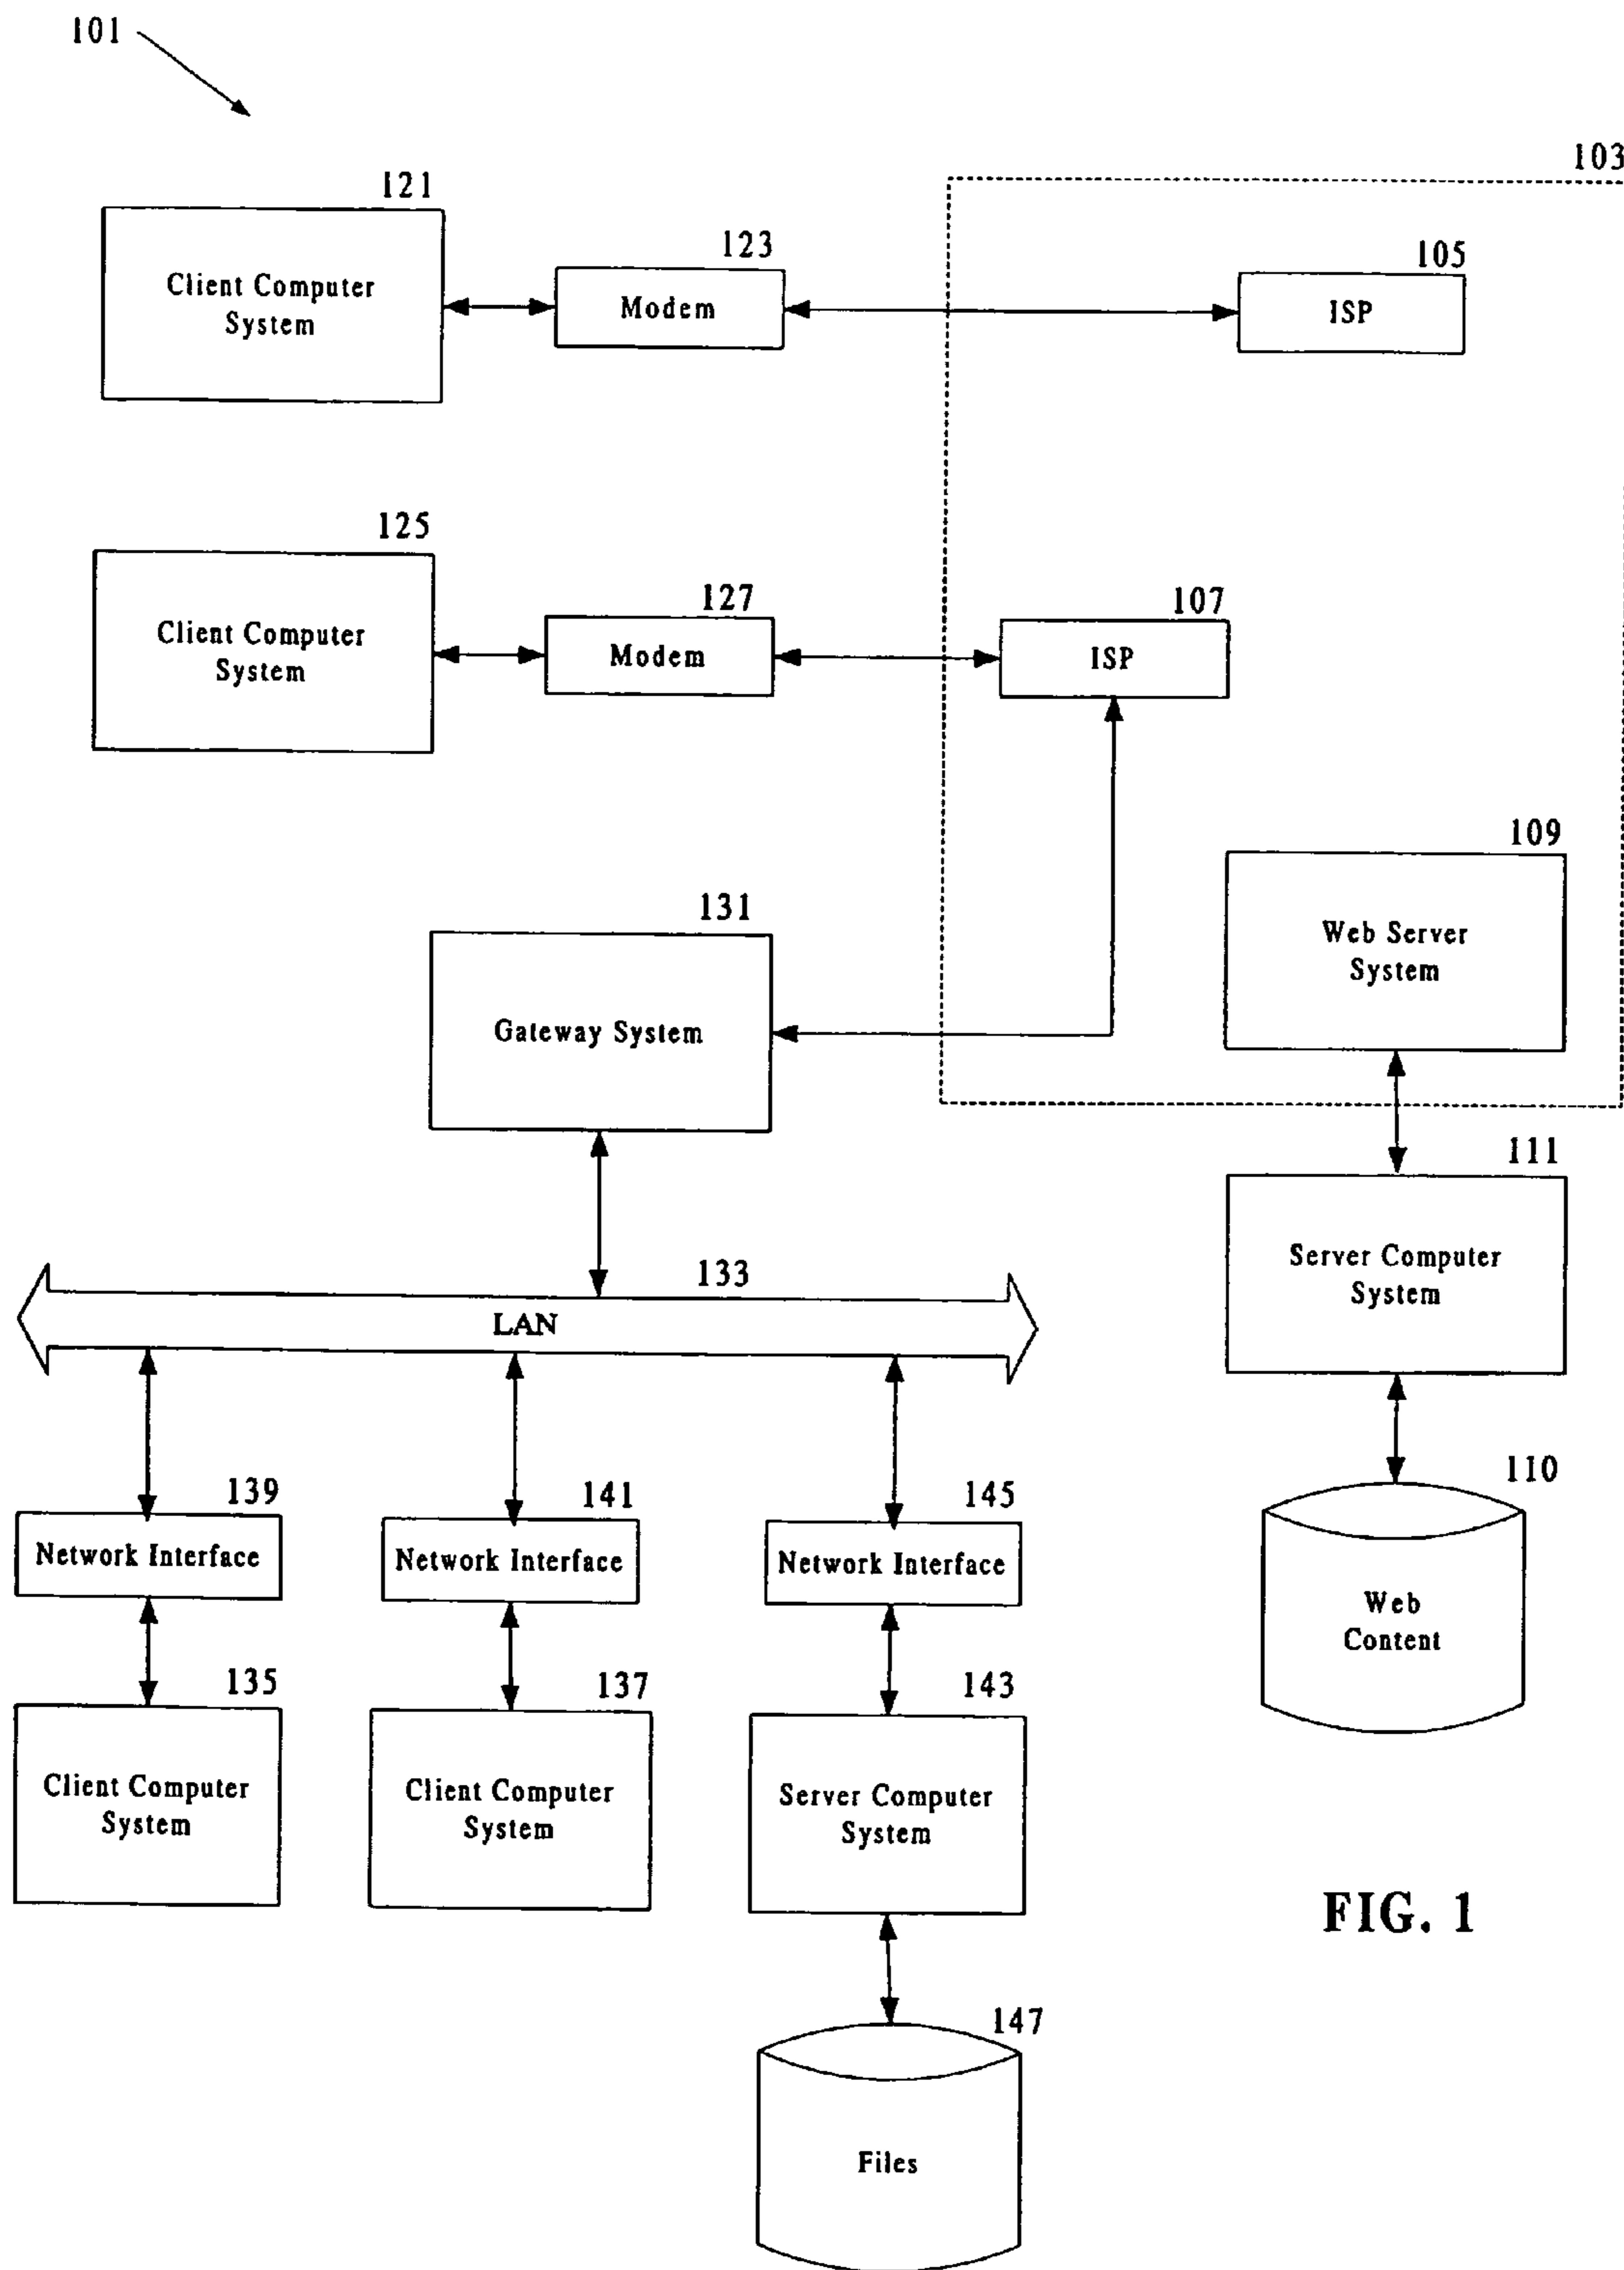 101
103
121
Client Computer
System
123
Modem
105
ISP
125
Client Computer
System
127
Modem
107
ISP
109
Web Server
System
131
Gateway System
111
Server Computer
System
133
LAN
110
Web
Content
139
Network Interface
141
Network Interface
145
Network Interface
135
Client Computer
System
137
Client Computer
System
143
Server Computer
System
FIG. 1
147
Files